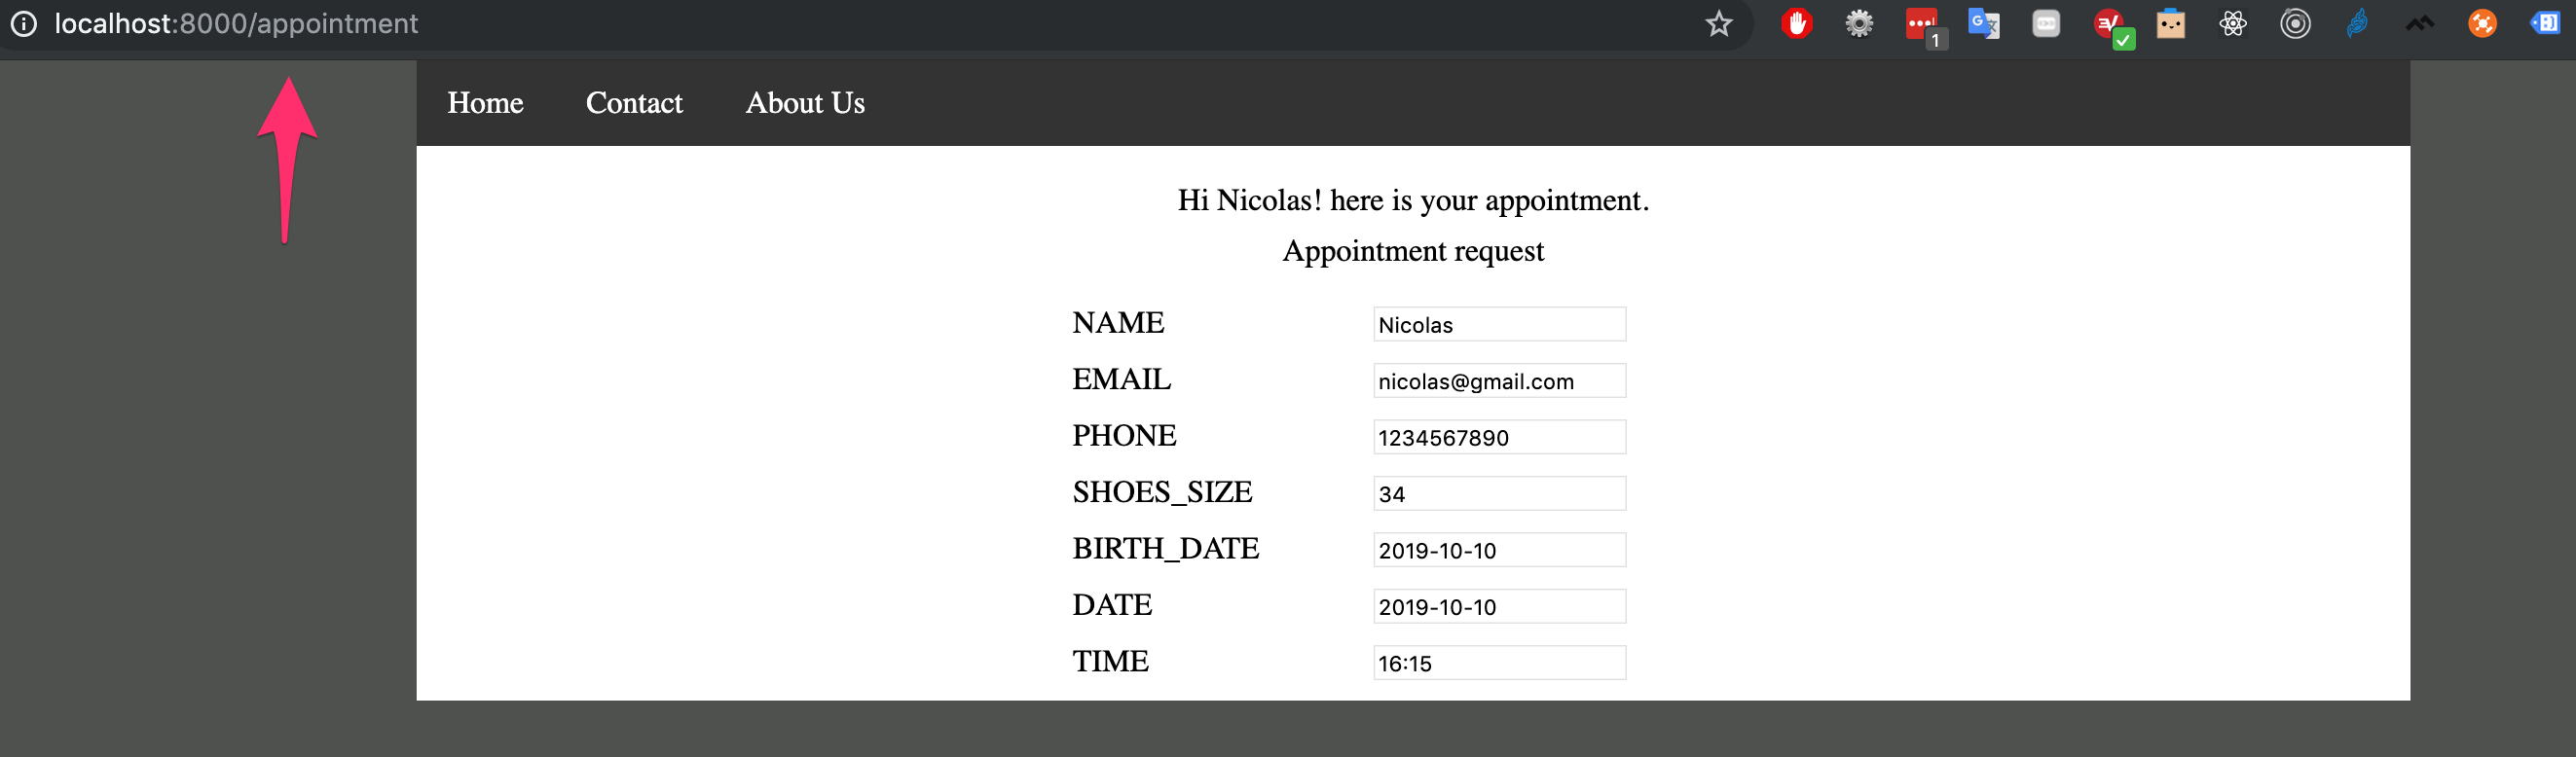 localhost:8000/appointment
1
Home Contact About Us
Hi Nicolas! here is your appointment.
Appointment request
NAME Nicolas
EMAIL nicolas@gmail.com
PHONE 1234567890
SHOES_SIZE 34
BIRTH_DATE 2019-10-10
DATE 2019-10-10
TIME 16:15